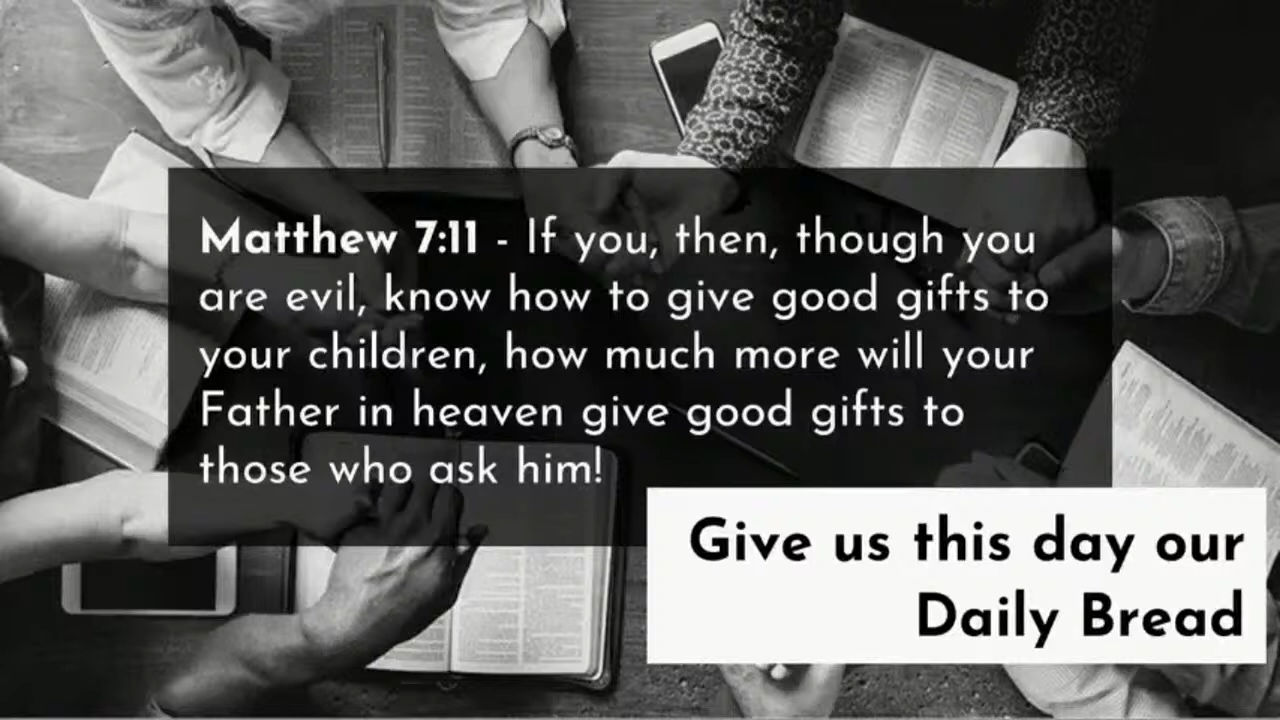 Matthew 7:11 - If you, then, though you
are evil, know how to give good gifts to
your children, how much more will your
Father in heaven give good gifts to
those who ask him!
Give us this day our
Daily Bread